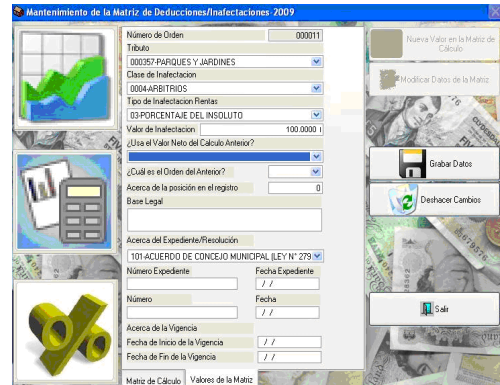 Mantenimiento de la Matriz de Deducciones/Inafectaciones-2009
Número de Orden 000011
Tributo
000357-PARQUES Y JARDINES
Clase de Inafectacion
0004-ARBITRIOS
Tipo de Inafectacion Rentas
03-PORCENTAJE DEL INSOLUTO
Valor de Inafectacion 100.0000
¿Usa el Valor Neto del Calculo Anterior?
¿Cuál es el Orden del Anterior?
Acerca de la posición en el registro 0
Base Legal
Acerca del Expediente/Resolución
101-ACUERDO DE CONCEJO MUNICIPAL (LEY N° 279
Número Expediente Fecha Expediente
/ /
Número Fecha
/ /
Acerca de la Vigencia
Fecha de Inicio de la Vigencia / /
Fecha de Fin de la Vigencia / /
Matriz de Cálculo Valores de la Matriz
Nueva Valor en la Matriz de
Cálculo
Modificar Datos de la Matriz
Grabar Datos
Deshacer Cambios
Salir